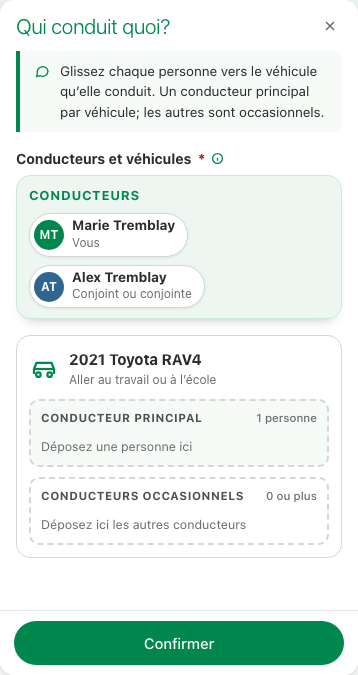 Qui conduit quoi?
Glissez chaque personne vers le véhicule
qu’elle conduit. Un conducteur principal
par véhicule; les autres sont occasionnels.
Conducteurs et véhicules *
CONDUCTEURS
MT
Marie Tremblay
Vous
AT
Alex Tremblay
Conjoint ou conjointe
2021 Toyota RAV4
Aller au travail ou à l’école
CONDUCTEUR PRINCIPAL 1 personne
Déposez une personne ici
CONDUCTEURS OCCASIONNELS 0 ou plus
Déposez ici les autres conducteurs
Confirmer